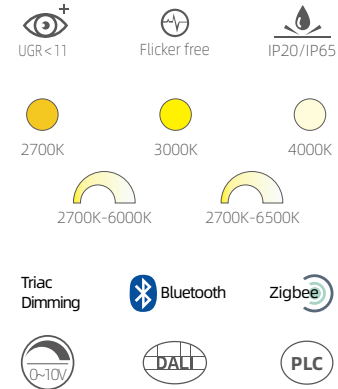 UGR<11
Flicker free
IP20/IP65
2700K
3000K
4000K
2700K-6000K
2700K-6500K
Triac
Dimming
Bluetooth
Zigbee
0~10V
DALI
PLC